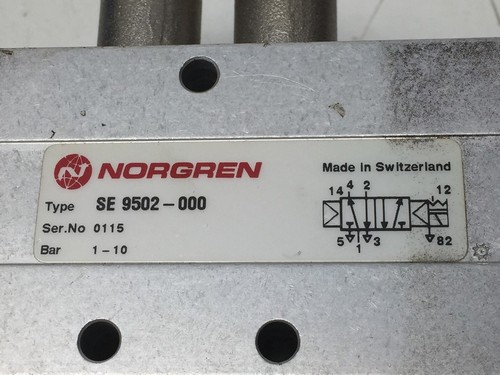 NORGREN
Made in Switzerland
Type SE 9502-000
Ser.No 0115
Bar 1-10
14 4 2 12
5 1 3 82